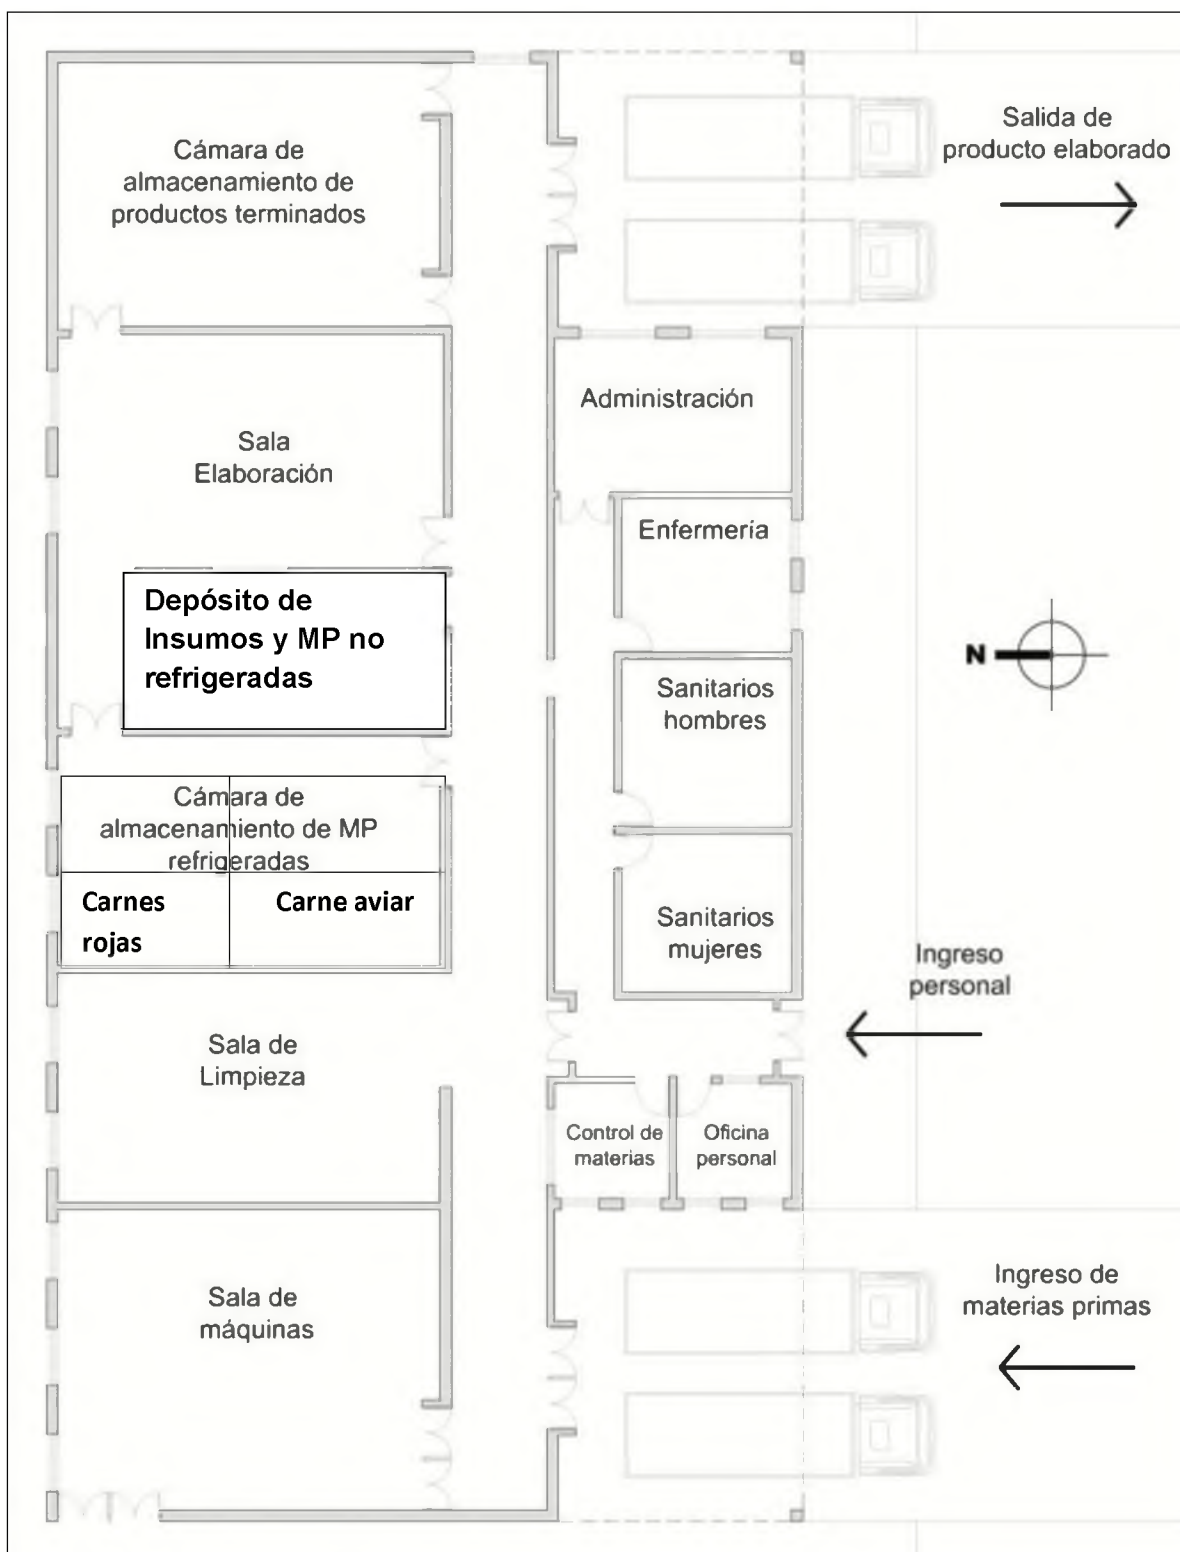 Cámara de
almacenamiento de
productos terminados
Salida de
producto elaborado
Administración
Sala
Elaboración
Enfermería
Depósito de
Insumos y MP no
refrigeradas
N
Sanitarios
hombres
Cámara de
almacenamiento de MP
refrigeradas
Carnes
rojas
Carne aviar
Sanitarios
mujeres
Ingreso
personal
Sala de
Limpieza
Control de
materias
Oficina
personal
Sala de
máquinas
Ingreso de
materias primas